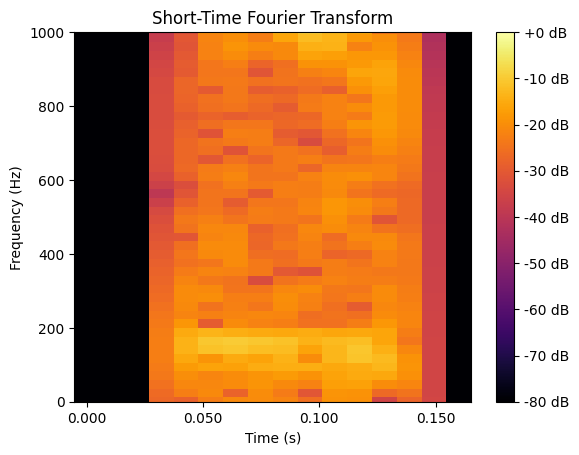 Short-Time Fourier Transform
1000
800
600
400
200
0
Frequency (Hz)
0.000
0.050
0.100
0.150
Time (s)
+0 dB
-10 dB
-20 dB
-30 dB
-40 dB
-50 dB
-60 dB
-70 dB
-80 dB